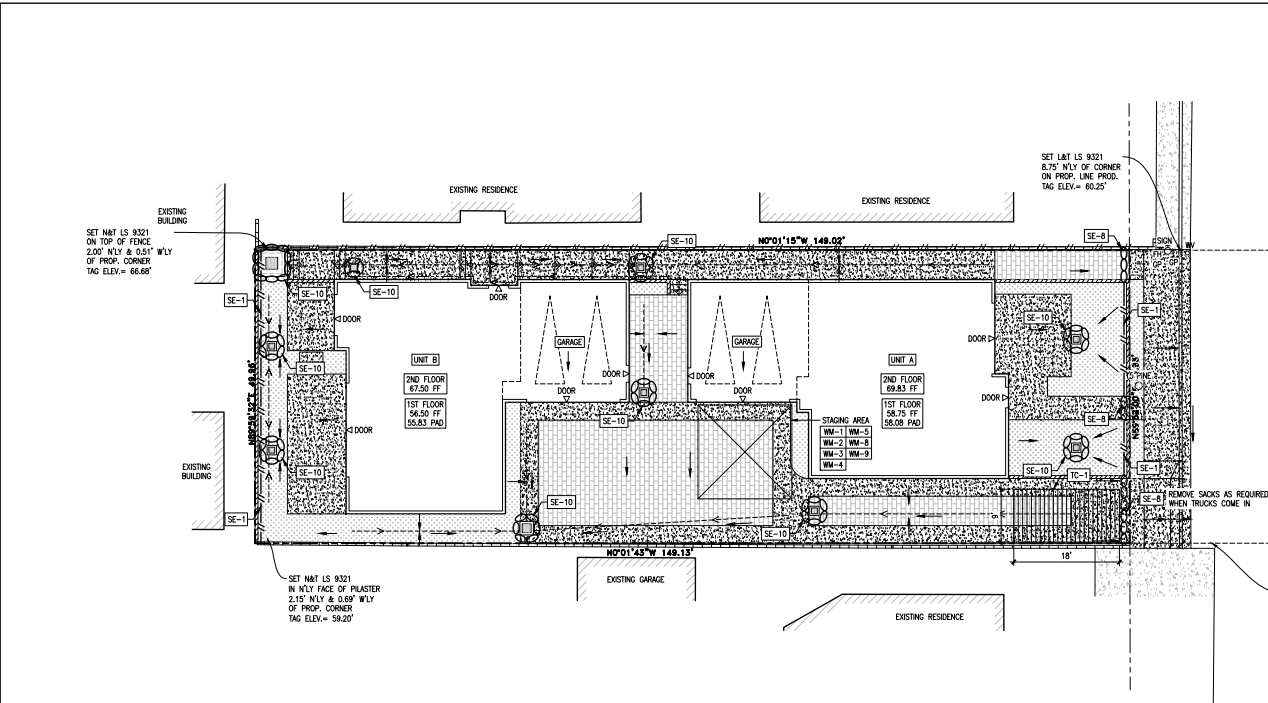 SET L&T LS 9321
8.75' N'LY OF CORNER
ON PROP. LINE PROD.
TAG ELEV.= 60.25'
EXISTING RESIDENCE
EXISTING RESIDENCE
EXISTING
BUILDING
SET N&T LS 9321
ON TOP OF FENCE
2.00' N'LY & 0.51' W'LY
OF PROP. CORNER
TAG ELEV.= 66.68'
SE-10
N0°01'15"W 149.02'
SE-8
SIGN
WV
SE-10
SE-10
DOOR
SE-1
DOOR
SE-10
SE-1
GARAGE
GARAGE
DOOR
UNIT B
UNIT A
SE-10
DOOR
DOOR
2ND FLOOR
67.50 FF
2ND FLOOR
69.83 FF
DOOR
DOOR
DOOR
1ST FLOOR
56.50 FF
55.83 PAD
1ST FLOOR
58.75 FF
58.08 PAD
N89°59'32"E 49.96'
SE-10
STAGING AREA
WM-1 WM-5
WM-2 WM-8
WM-3 WM-9
WM-4
SE-8
DOOR
EXISTING
BUILDING
SE-10
SE-10
TC-1
SE-1
SE-8
REMOVE SACKS AS REQUIRED
WHEN TRUCKS COME IN
SE-10
SE-1
SE-10
9'
18'
N0°01'43"W 149.13'
EXISTING GARAGE
SET N&T LS 9321
IN N'LY FACE OF PILASTER
2.15' N'LY & 0.69' W'LY
OF PROP. CORNER
TAG ELEV.= 59.20'
EXISTING RESIDENCE